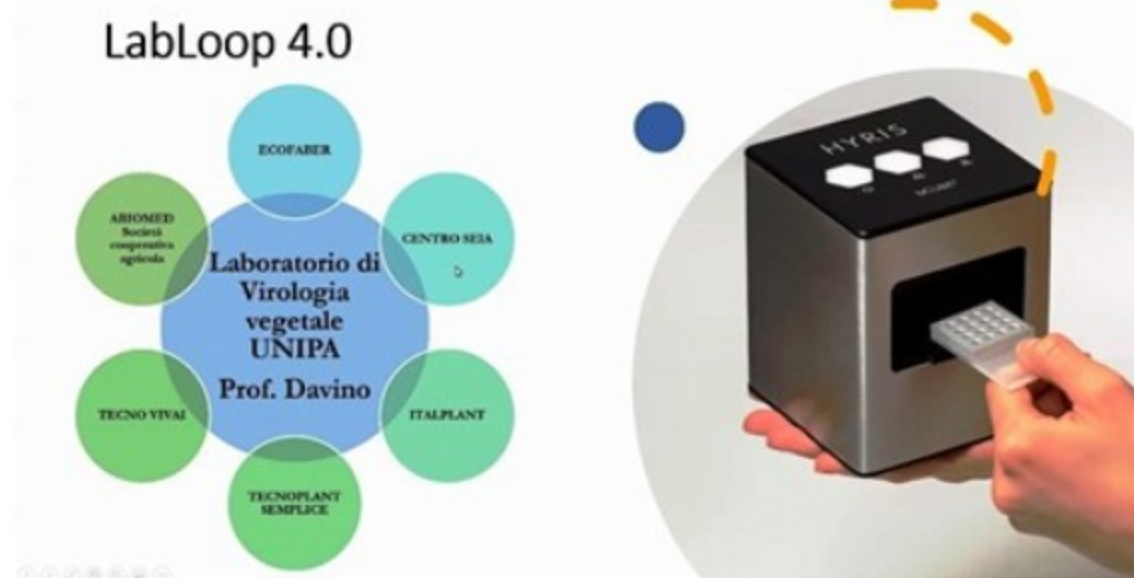 LabLoop 4.0
ECOFABER
CENTRO SEIA
ITALPLANT
TECNOPLANT
SEMPLICE
TECNO VIVAI
ABIOMED
Società
cooperativa
agricola
Laboratorio di
Virologia
vegetale
UNIPA
Prof. Davino
HYRIS
bCUBE